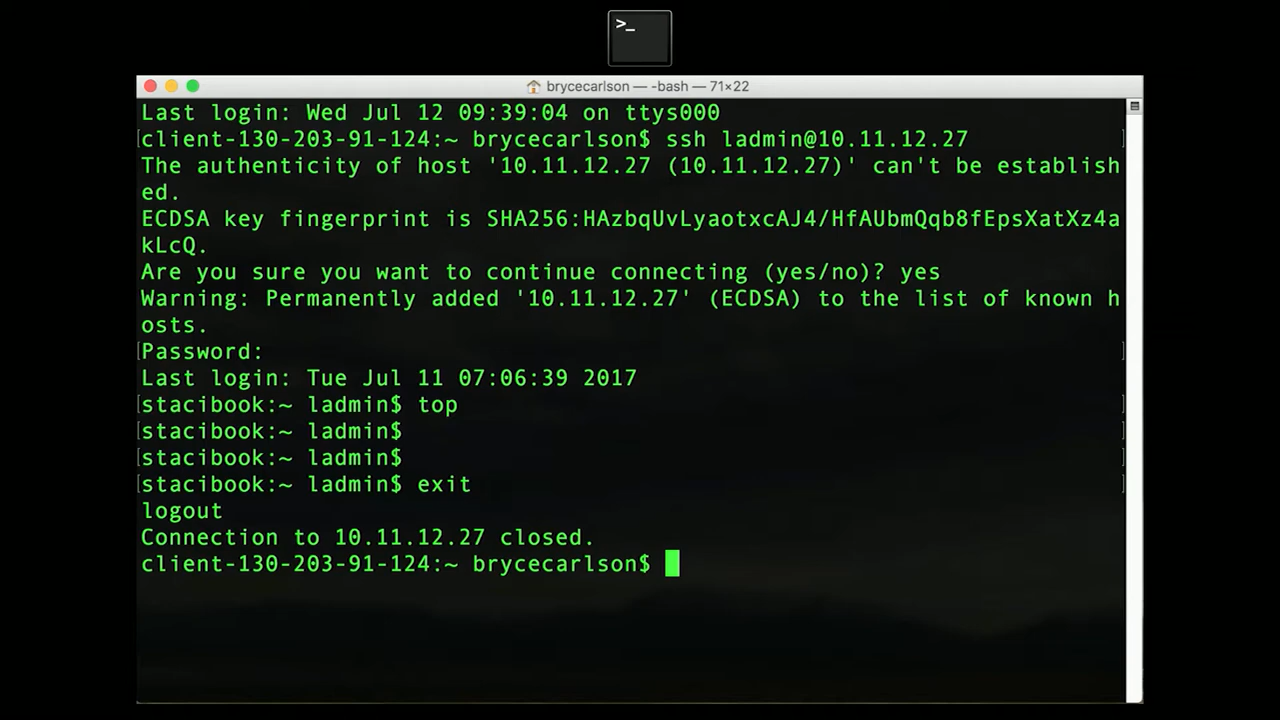 >_
brycecarlson — -bash — 71×22
Last login: Wed Jul 12 09:39:04 on ttys000
[client-130-203-91-124:~ brycecarlson$ ssh ladmin@10.11.12.27 ]
The authenticity of host '10.11.12.27 (10.11.12.27)' can't be establish
ed.
ECDSA key fingerprint is SHA256:HAzbqUvLyaotxcAJ4/HfAUbmQqb8fEpsXatXz4a
kLcQ.
Are you sure you want to continue connecting (yes/no)? yes
Warning: Permanently added '10.11.12.27' (ECDSA) to the list of known h
osts.
[Password: ]
Last login: Tue Jul 11 07:06:39 2017
[stacibook:~ ladmin$ top ]
[stacibook:~ ladmin$ ]
[stacibook:~ ladmin$ ]
[stacibook:~ ladmin$ exit ]
logout
Connection to 10.11.12.27 closed.
client-130-203-91-124:~ brycecarlson$